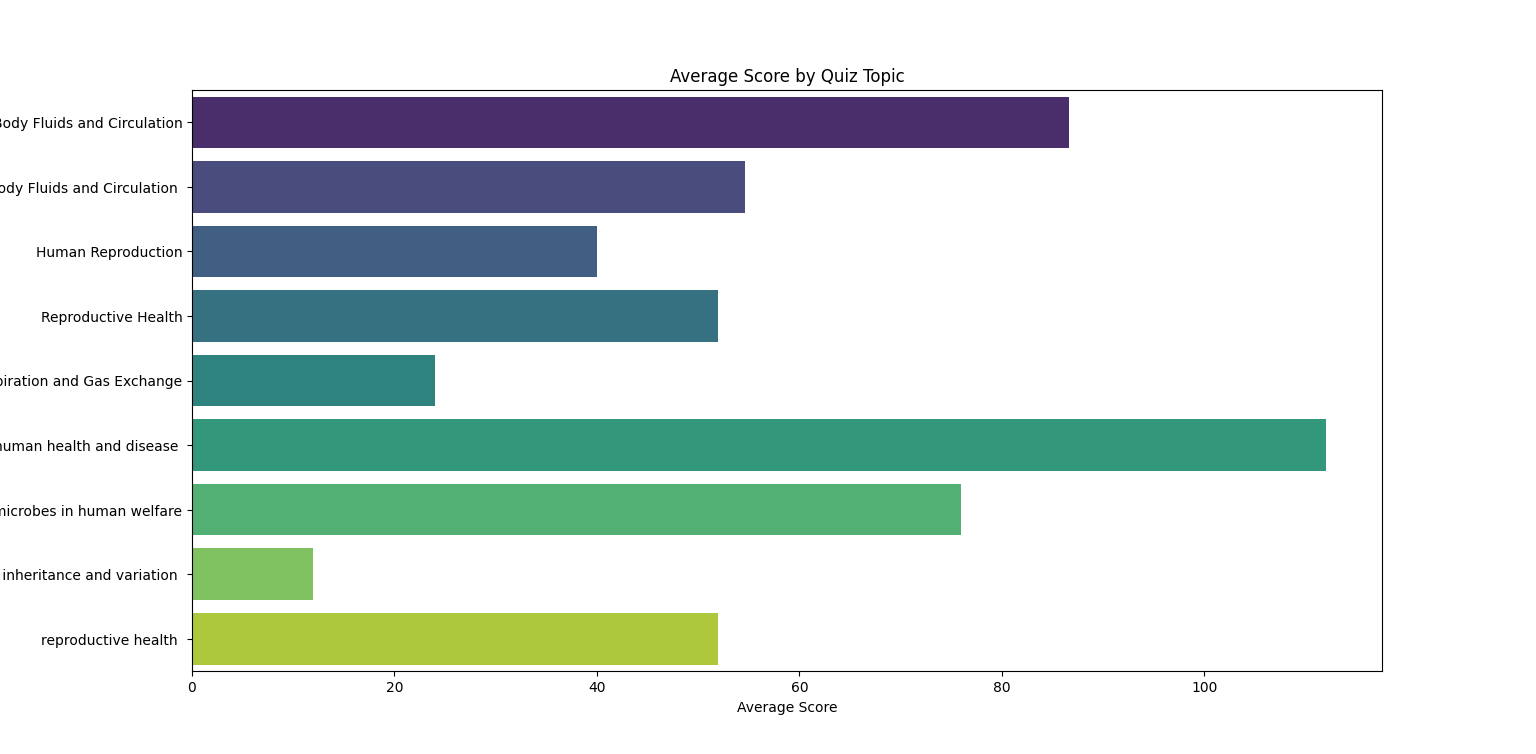 Average Score by Quiz Topic
Body Fluids and Circulation
ody Fluids and Circulation
Human Reproduction
Reproductive Health
piration and Gas Exchange
human health and disease
microbes in human welfare
inheritance and variation
reproductive health
0 20 40 60 80 100
Average Score